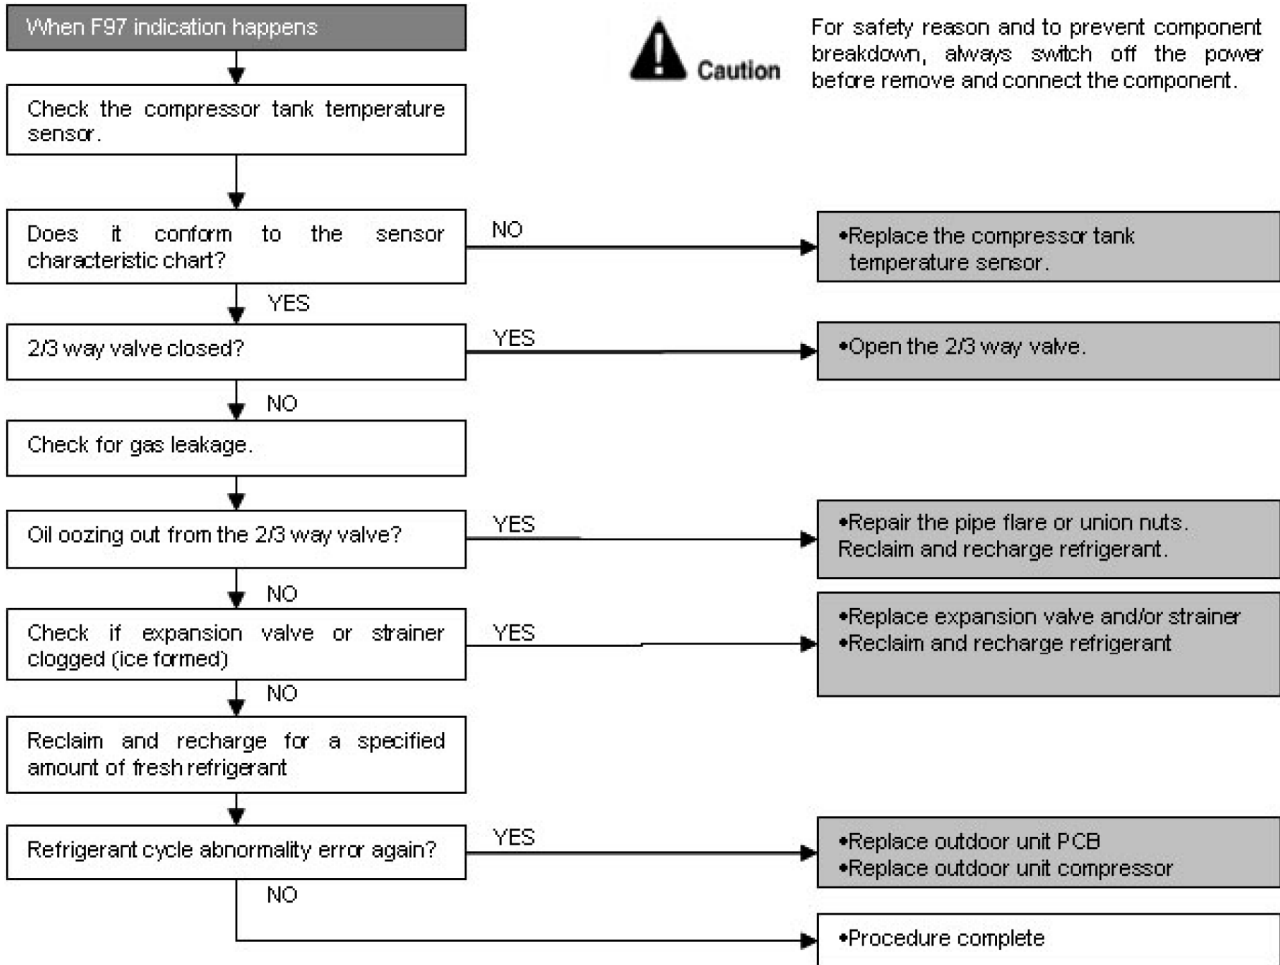 When F97 indication happens
Caution
For safety reason and to prevent component
breakdown, always switch off the power
before remove and connect the component.
Check the compressor tank temperature
sensor.
Does it conform to the sensor
characteristic chart?
NO
•Replace the compressor tank
temperature sensor.
YES
2/3 way valve closed?
YES
•Open the 2/3 way valve.
NO
Check for gas leakage.
Oil oozing out from the 2/3 way valve?
YES
•Repair the pipe flare or union nuts.
Reclaim and recharge refrigerant.
NO
Check if expansion valve or strainer
clogged (ice formed)
YES
•Replace expansion valve and/or strainer
•Reclaim and recharge refrigerant
NO
Reclaim and recharge for a specified
amount of fresh refrigerant
Refrigerant cycle abnormality error again?
YES
•Replace outdoor unit PCB
•Replace outdoor unit compressor
NO
•Procedure complete